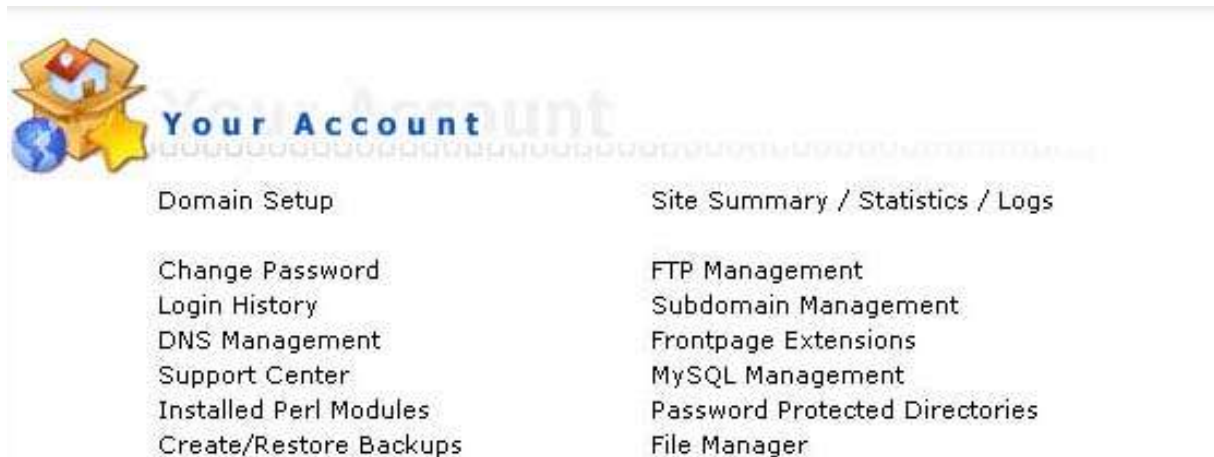 Your Account
Domain Setup
Site Summary / Statistics / Logs
Change Password
FTP Management
Login History
Subdomain Management
DNS Management
Frontpage Extensions
Support Center
MySQL Management
Installed Perl Modules
Password Protected Directories
Create/Restore Backups
File Manager